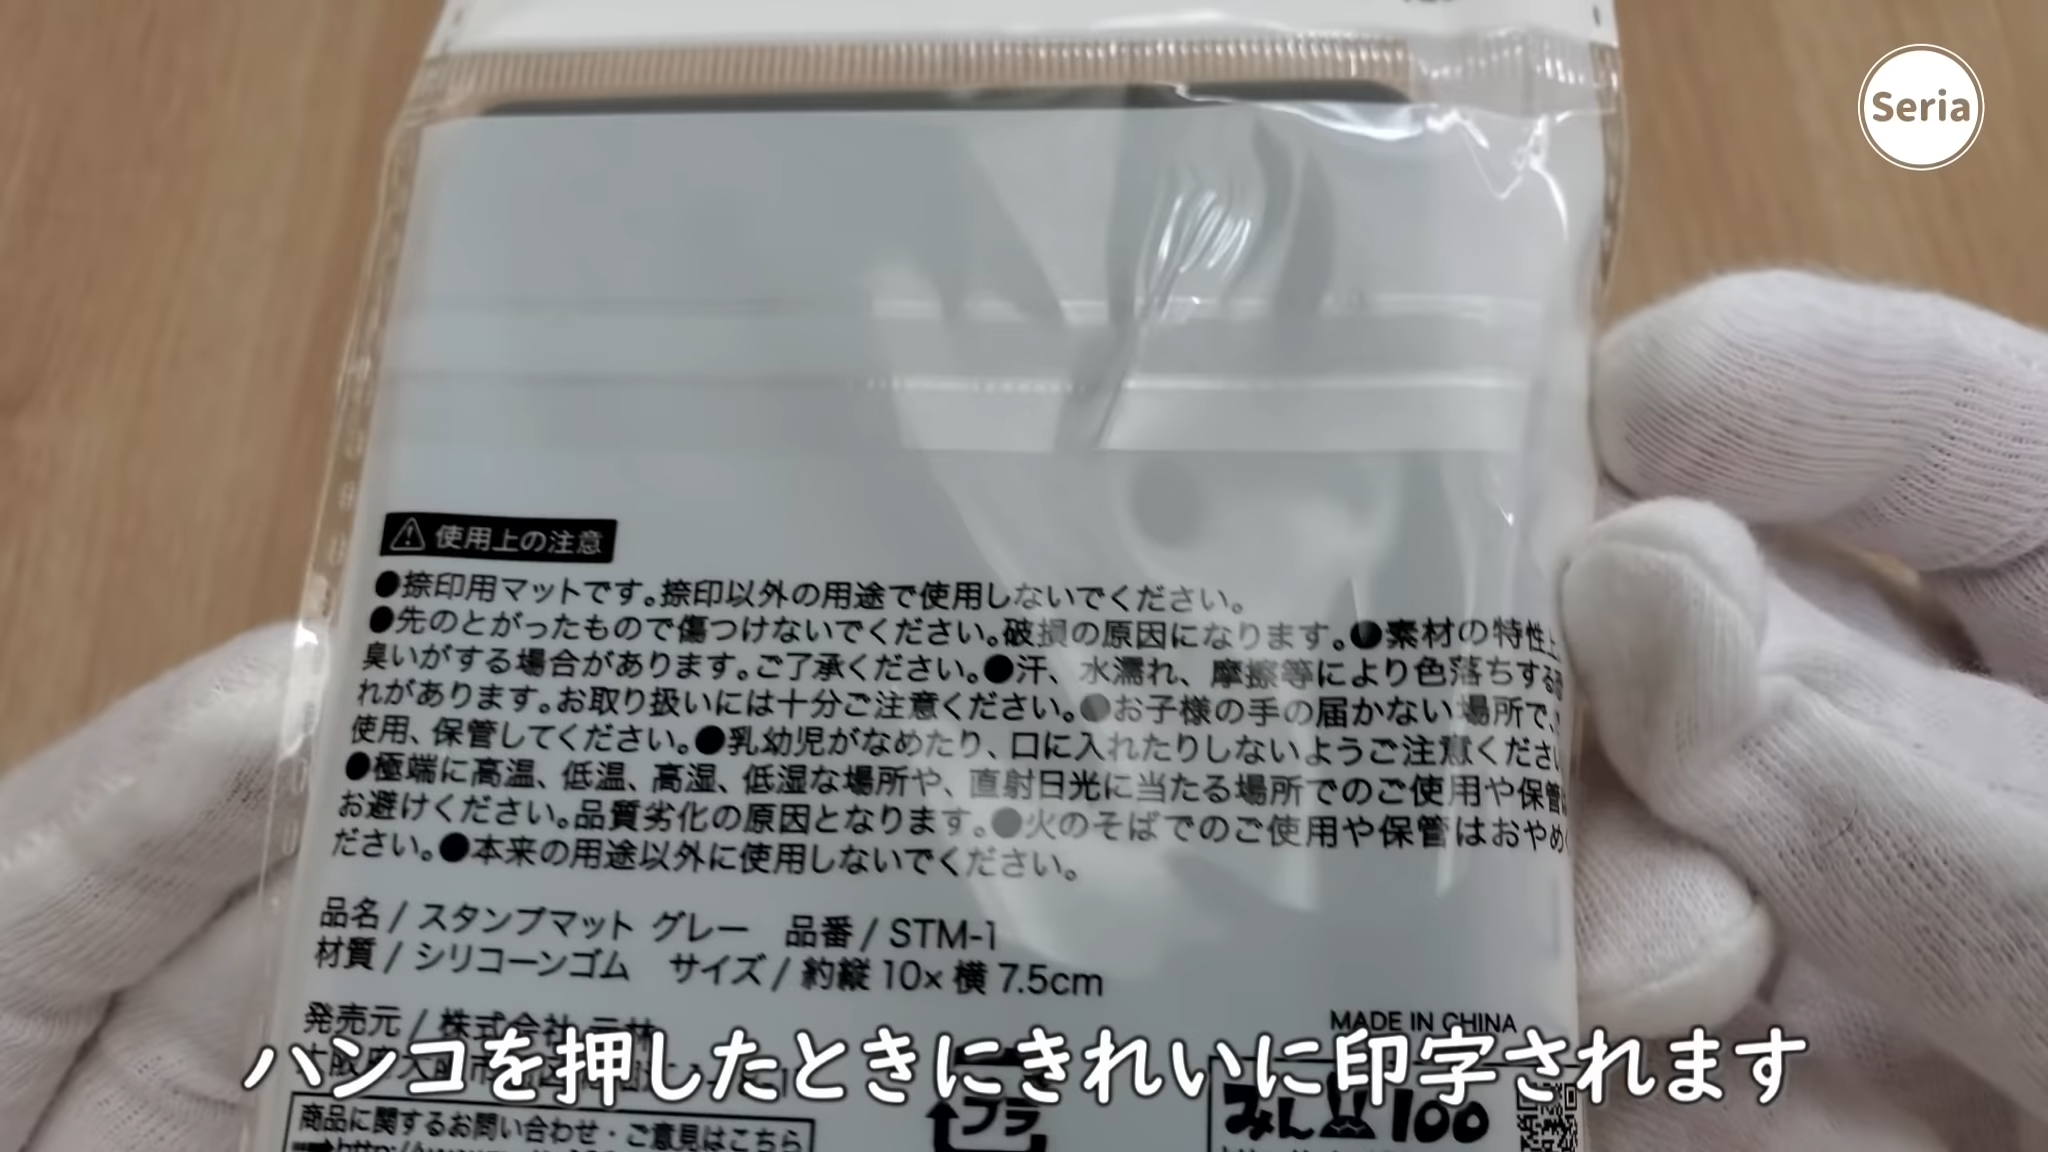 Seria
使用上の注意
●捺印用マットです。捺印以外の用途で使用しないでください。
●先のとがったもので傷つけないでください。破損の原因になります。●素材の特性上
臭いがする場合があります。ご了承ください。●汗、水濡れ、摩擦等により色落ちする恐
れがあります。お取り扱いには十分ご注意ください。●お子様の手の届かない場所で、
使用、保管してください。●乳幼児がなめたり、口に入れたりしないようご注意ください
●極端に高温、低温、高湿、低湿な場所や、直射日光に当たる場所でのご使用や保管は
お避けください。品質劣化の原因となります。●火のそばでのご使用や保管はおやめく
ださい。●本来の用途以外に使用しないでください。
品名 / スタンプマット グレー 品番 / STM-1
材質 / シリコーンゴム サイズ / 約縦 10× 横 7.5cm
発売元 / 株式会社
MADE IN CHINA
ハンコを押したときにきれいに印字されます
プラ
みん 100
商品に関するお問い合わせ・ご意見はこちら